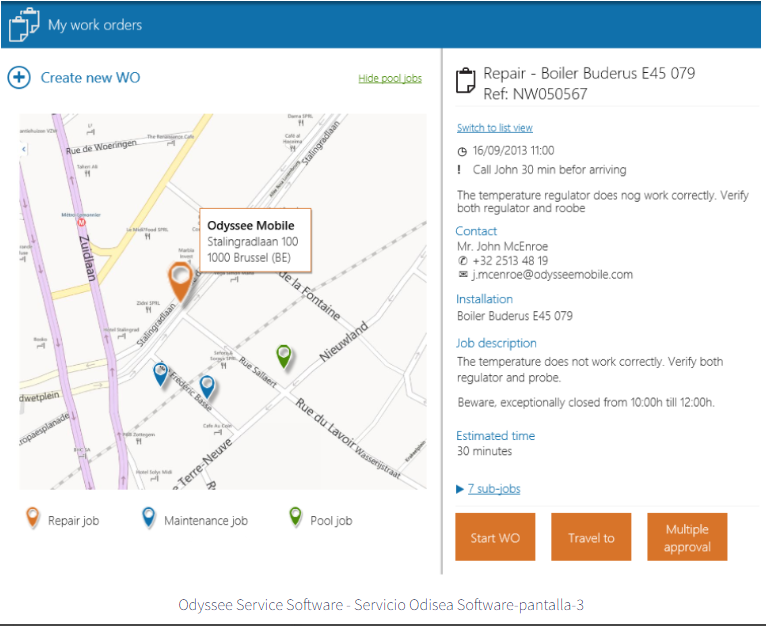 My work orders
Create new WO
Hide pool jobs
Rue de Woeringen
The Renaissance Cafe
Stalingradlaan
Zuidlaan
Odyssee Mobile
Stalingradlaan 100
1000 Brussel (BE)
de la Fontaine
Stalingradlaan
Nieuwland
Rue Sallaert
Frédéric Basse
Rue du Lavoir
Wasserijstraat
Terre-Neuve
Repair job
Maintenance job
Pool job
Repair - Boiler Buderus E45 079
Ref: NW050567
Switch to list view
16/09/2013 11:00
! Call John 30 min befor arriving
The temperature regulator does nog work correctly. Verify
both regulator and roobe
Contact
Mr. John McEnroe
✆ +32 2513 48 19
✉ j.mcenroe@odysseemobile.com
Installation
Boiler Buderus E45 079
Job description
The temperature does not work correctly. Verify both
regulator and probe.
Beware, exceptionally closed from 10:00h till 12:00h.
Estimated time
30 minutes
▶ 7 sub-jobs
Start WO
Travel to
Multiple
approval
Odyssee Service Software - Servicio Odisea Software-pantalla-3